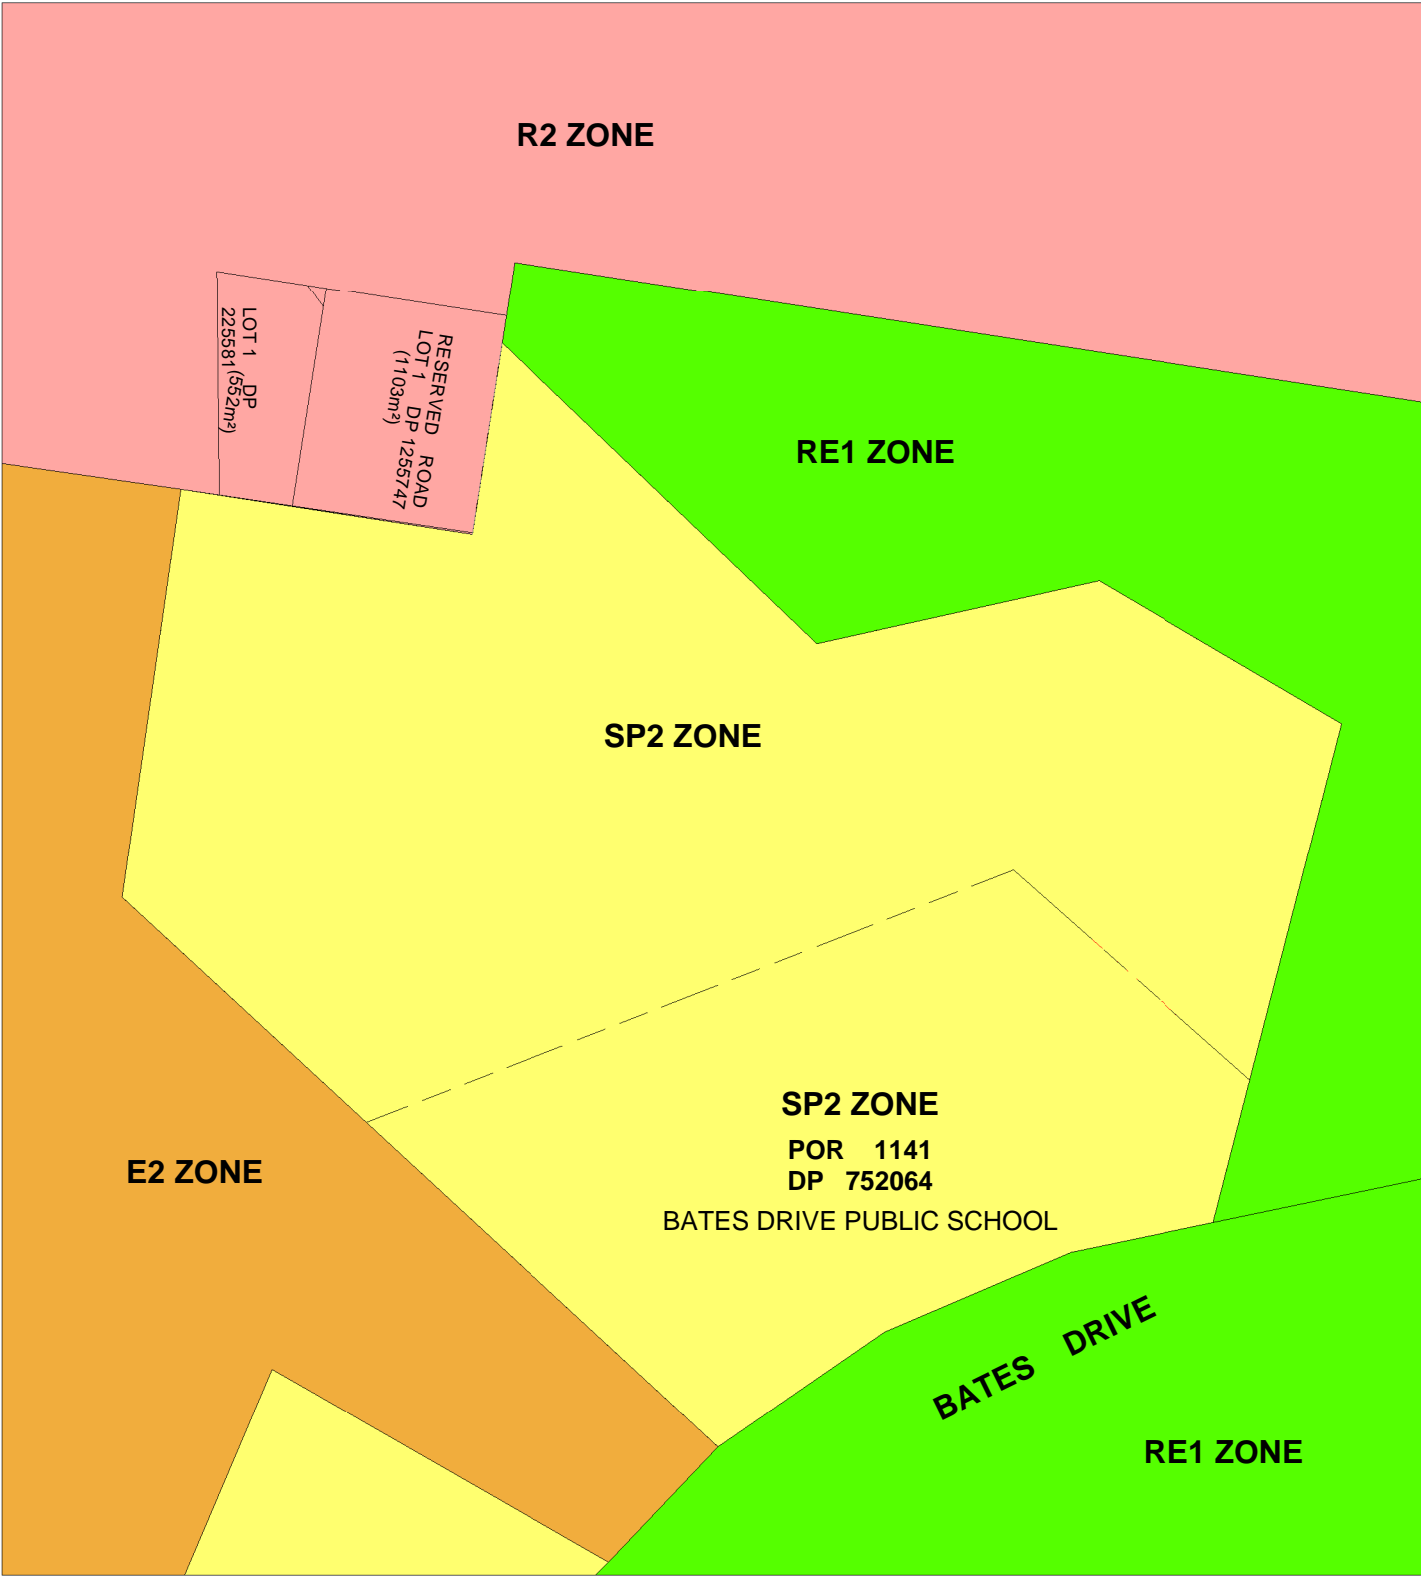 R2 ZONE
LOT 1 DP
225581 (552m²)
RESERVED ROAD
LOT 1 DP 1255747
(1103m²)
RE1 ZONE
SP2 ZONE
SP2 ZONE
POR 1141
DP 752064
BATES DRIVE PUBLIC SCHOOL
E2 ZONE
BATES DRIVE
RE1 ZONE